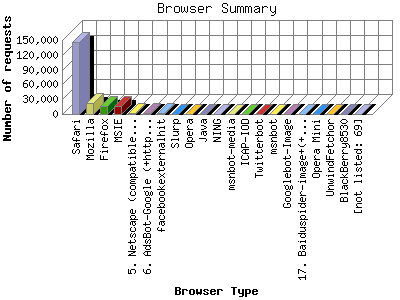 Browser Summary
Number of requests
150,000
120,000
90,000
60,000
30,000
0
Safari
Mozilla
Firefox
MSIE
5. Netscape (compatible...
6. AdsBot-Google (+http...
facebookexternalhit
Slurp
Opera
Java
NING
msnbot-media
ICAP-IOD
Twitterbot
msnbot
Googlebot-Image
17. Baiduspider-image+(+...
Opera Mini
UnwindFetchor
BlackBerry8530
[not listed: 69]
Browser Type